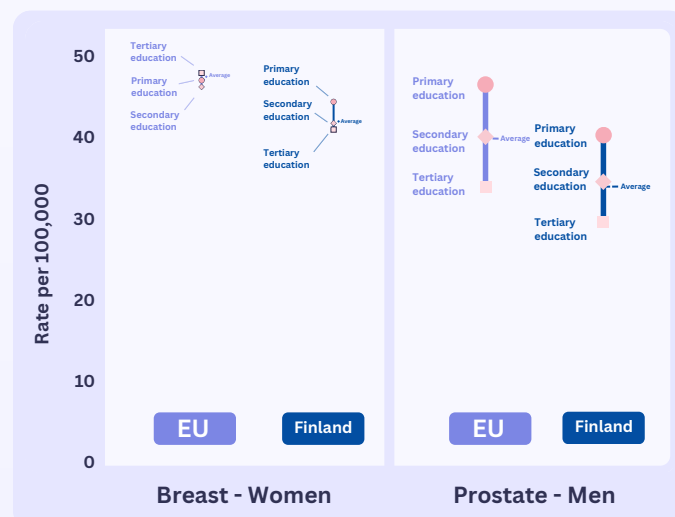 Rate per 100,000
50
40
30
20
10
0
Tertiary
education
Primary
education
Secondary
education
Average
Primary
education
Secondary
education
Tertiary
education
Average
EU
Finland
Breast - Women
Primary
education
Secondary
education
Tertiary
education
Average
Primary
education
Secondary
education
Tertiary
education
Average
EU
Finland
Prostate - Men